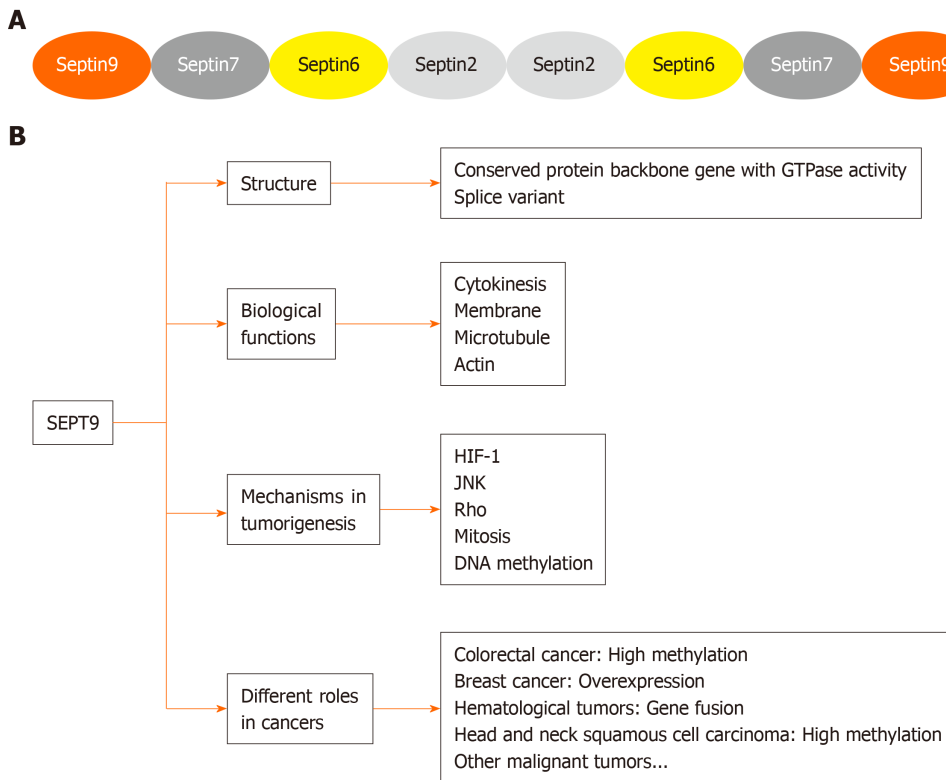 A
Septin9 Septin7 Septin6 Septin2 Septin2 Septin6 Septin7 Septin9
B
SEPT9
Structure
Conserved protein backbone gene with GTPase activity
Splice variant
Biological
functions
Cytokinesis
Membrane
Microtubule
Actin
Mechanisms in
tumorigenesis
HIF-1
JNK
Rho
Mitosis
DNA methylation
Different roles
in cancers
Colorectal cancer: High methylation
Breast cancer: Overexpression
Hematological tumors: Gene fusion
Head and neck squamous cell carcinoma: High methylation
Other malignant tumors...